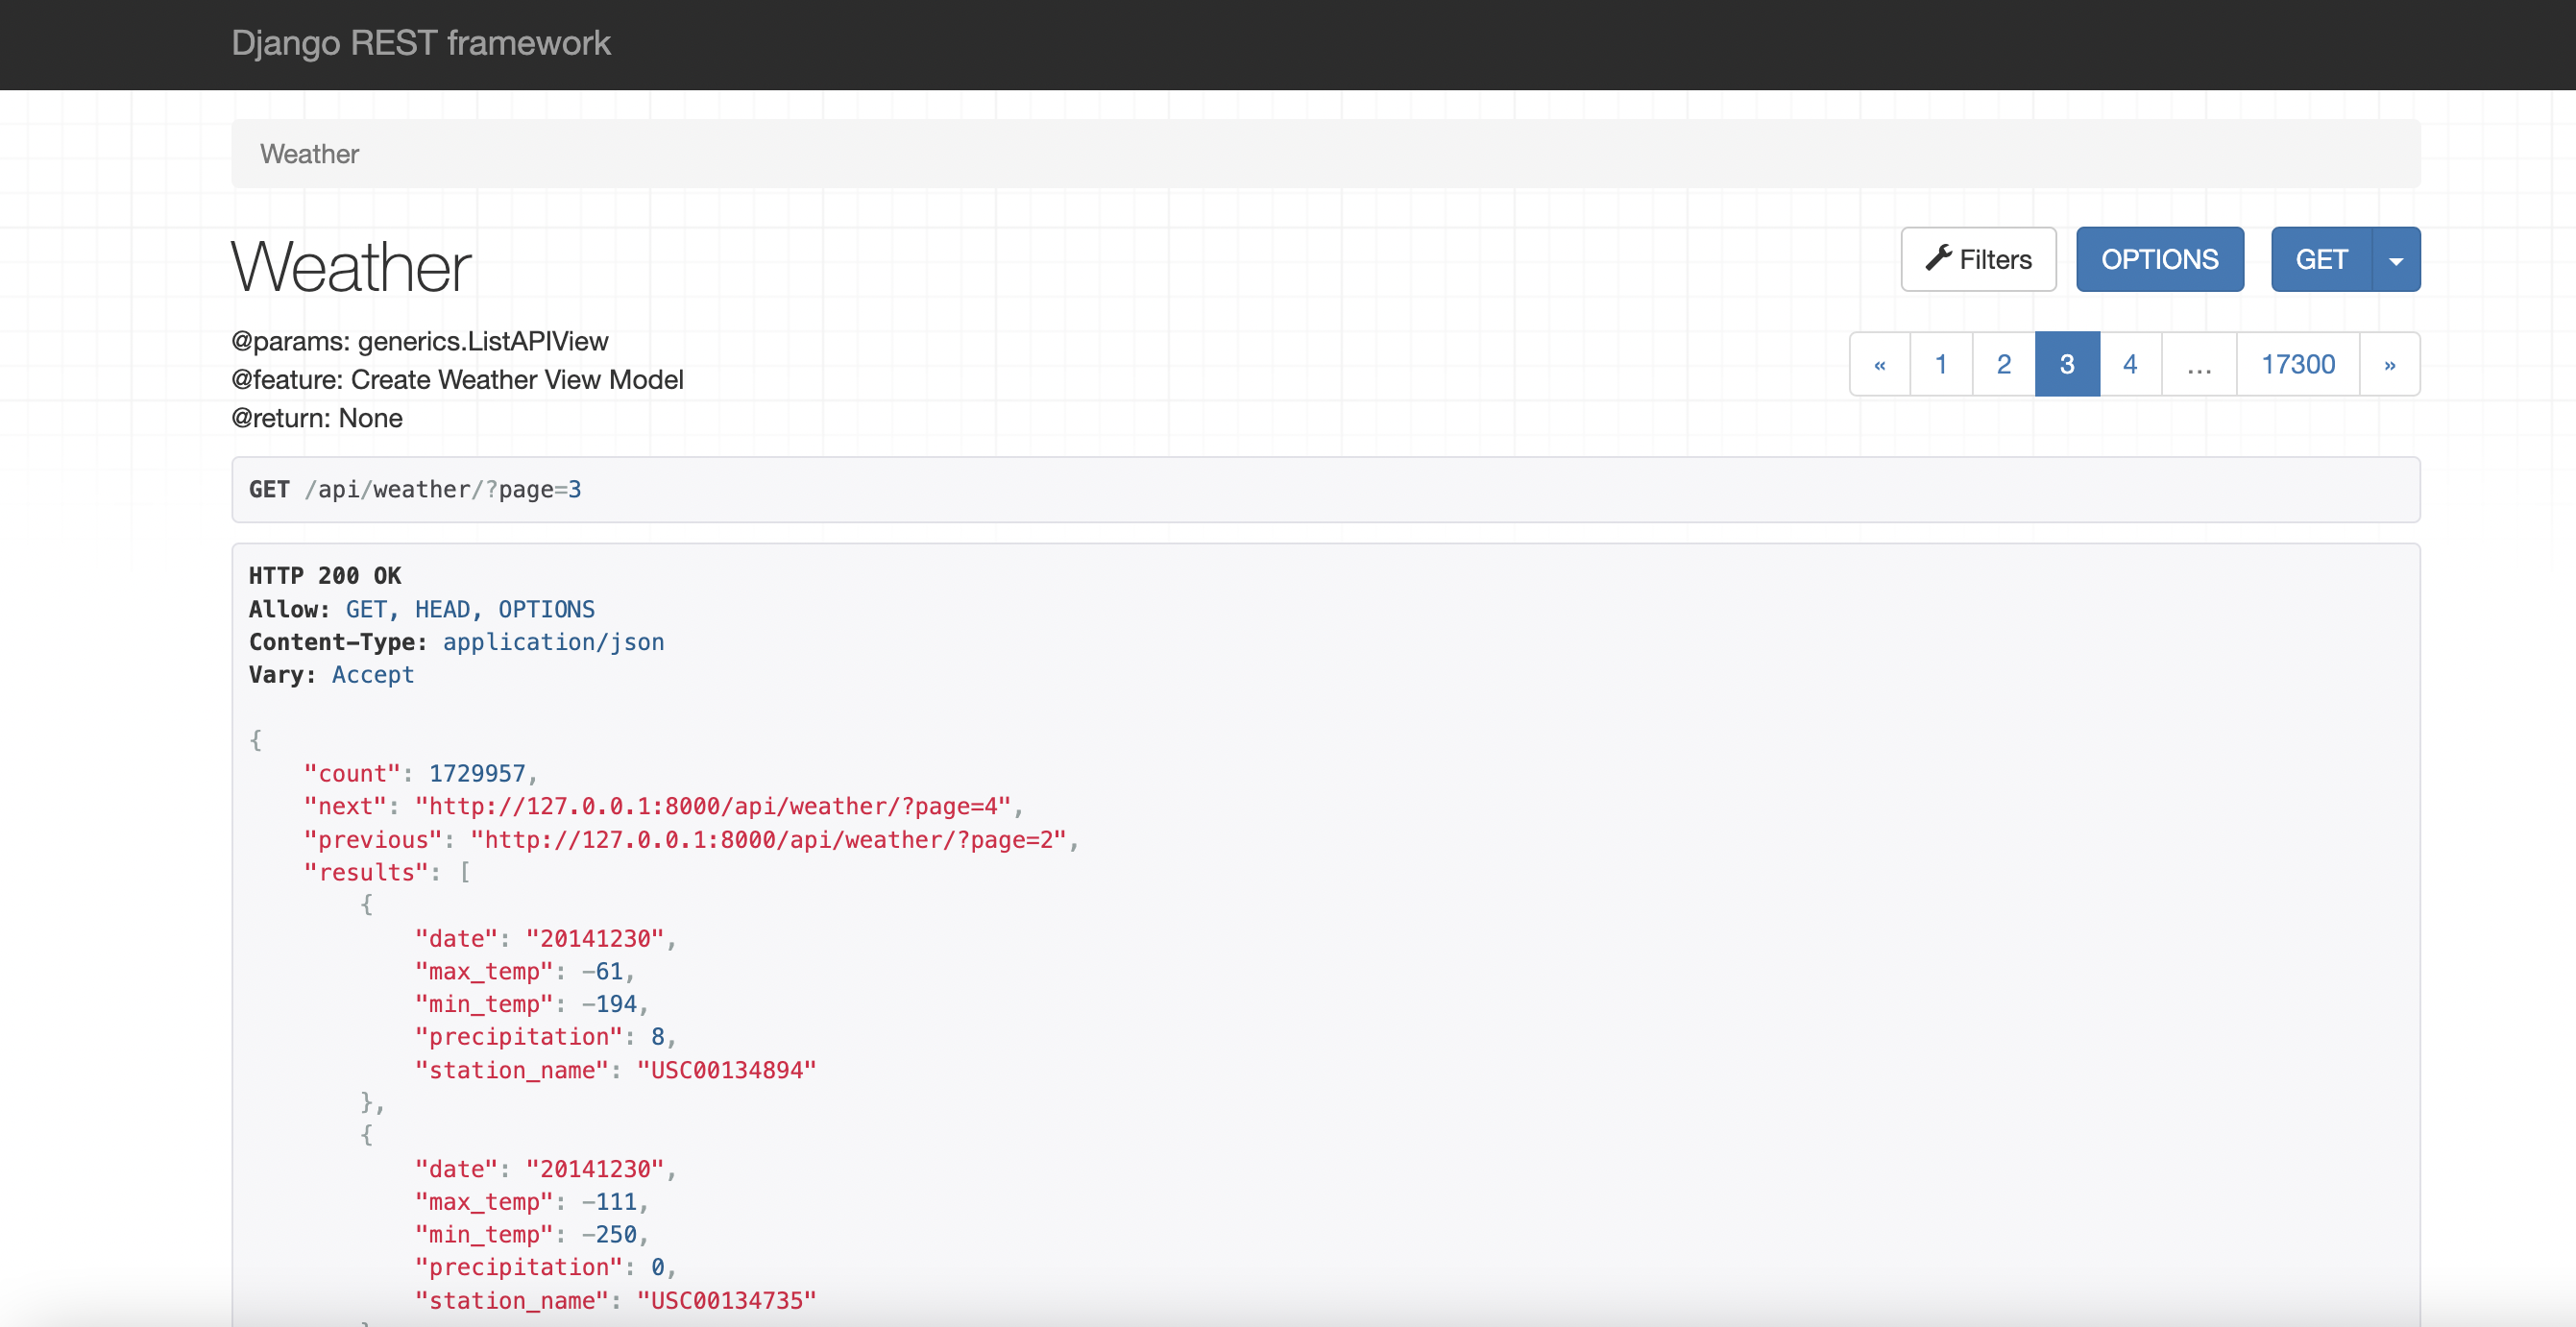 Django REST framework
Weather
Weather
Filters
OPTIONS
GET
@params: generics.ListAPIView
@feature: Create Weather View Model
@return: None
« 1 2 3 4 … 17300 »
GET /api/weather/?page=3
HTTP 200 OK
Allow: GET, HEAD, OPTIONS
Content-Type: application/json
Vary: Accept
{
"count": 1729957,
"next": "http://127.0.0.1:8000/api/weather/?page=4",
"previous": "http://127.0.0.1:8000/api/weather/?page=2",
"results": [
{
"date": "20141230",
"max_temp": -61,
"min_temp": -194,
"precipitation": 8,
"station_name": "USC00134894"
},
{
"date": "20141230",
"max_temp": -111,
"min_temp": -250,
"precipitation": 0,
"station_name": "USC00134735"